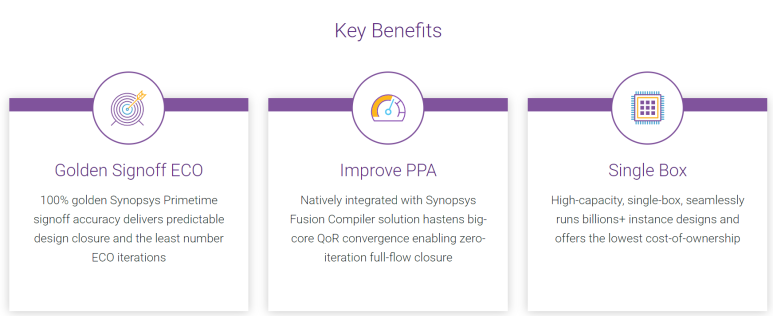 Key Benefits
Golden Signoff ECO
100% golden Synopsys Primetime
signoff accuracy delivers predictable
design closure and the least number
ECO iterations
Improve PPA
Natively integrated with Synopsys
Fusion Compiler solution hastens big-
core QoR convergence enabling zero-
iteration full-flow closure
Single Box
High-capacity, single-box, seamlessly
runs billions+ instance designs and
offers the lowest cost-of-ownership